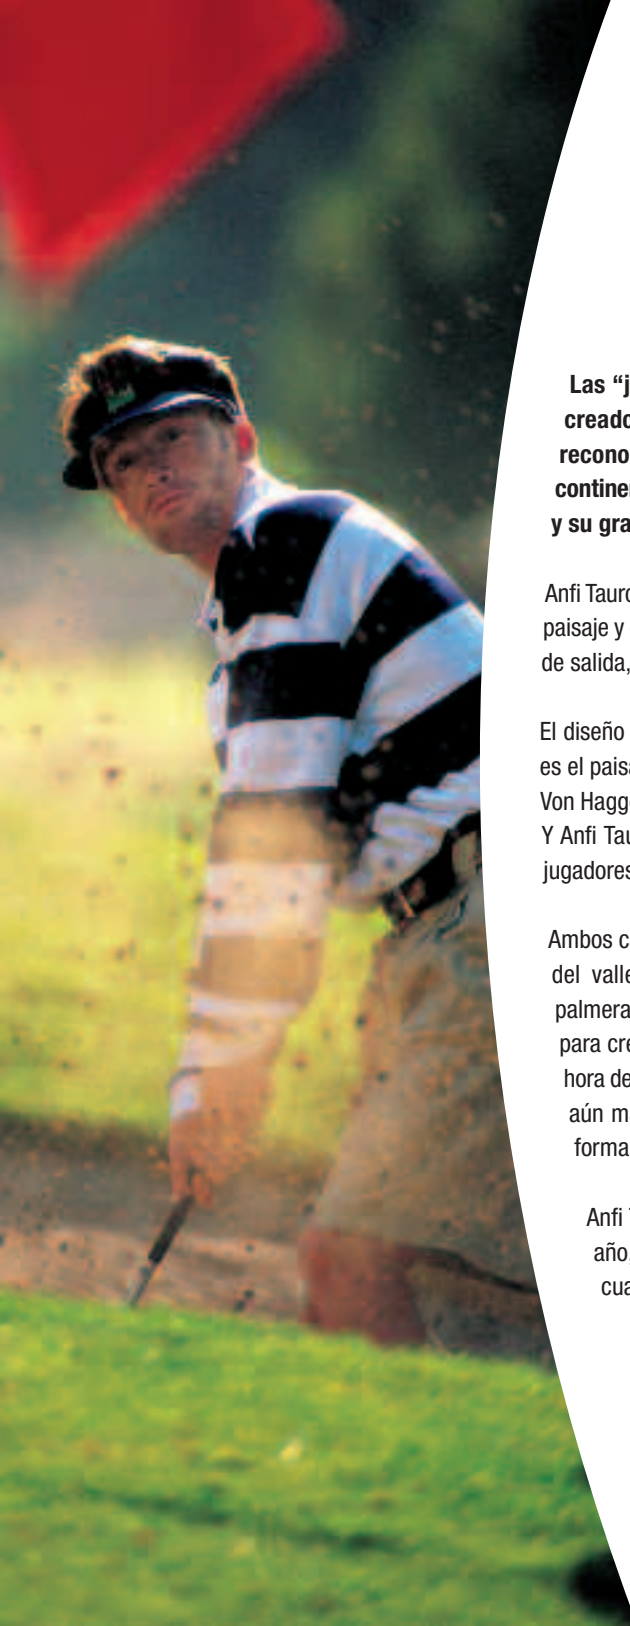 Las “j
creado
recono
contine
y su gra
Anfi Tauro
paisaje y
de salida,
El diseño
es el pais
Von Hagg
Y Anfi Tau
jugadores
Ambos c
del valle
palmera
para cre
hora de
aún m
forma
Anfi
año,
cua